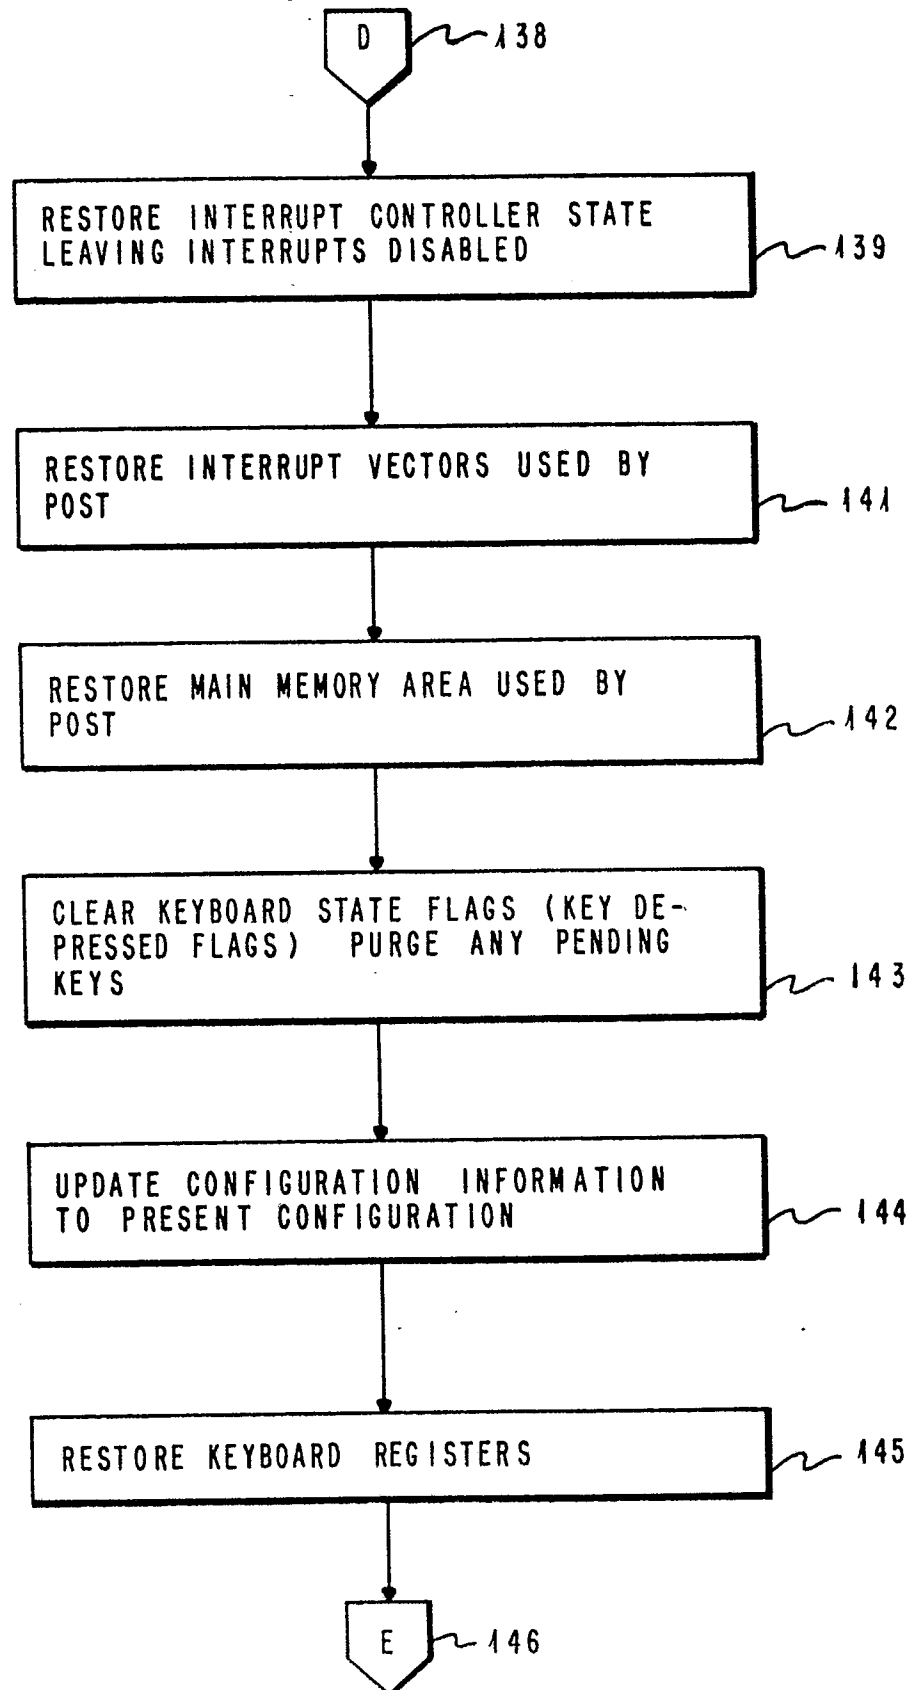 D
138
RESTORE INTERRUPT CONTROLLER STATE
LEAVING INTERRUPTS DISABLED
139
RESTORE INTERRUPT VECTORS USED BY
POST
141
RESTORE MAIN MEMORY AREA USED BY
POST
142
CLEAR KEYBOARD STATE FLAGS (KEY DE-
PRESSED FLAGS) PURGE ANY PENDING
KEYS
143
UPDATE CONFIGURATION INFORMATION
TO PRESENT CONFIGURATION
144
RESTORE KEYBOARD REGISTERS
145
E
146